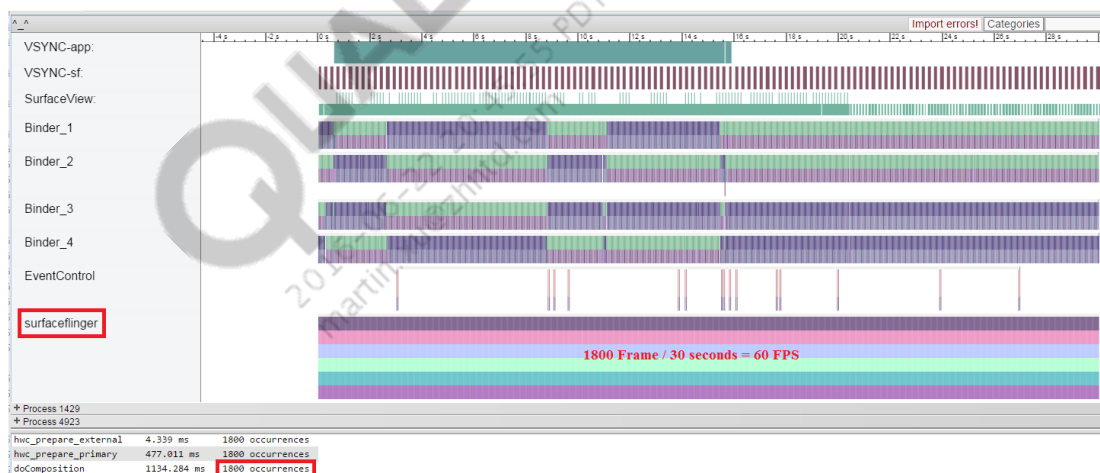 ^_^
Import errors!
Categories
-4 s -2 s 0 s 2 s 4 s 6 s 8 s 10 s 12 s 14 s 16 s 18 s 20 s 22 s 24 s 26 s 28 s
VSYNC-app:
VSYNC-sf:
SurfaceView:
Binder_1
Binder_2
Binder_3
Binder_4
EventControl
surfaceflinger
1800 Frame / 30 seconds = 60 FPS
+ Process 1429
+ Process 4923
hwc_prepare_external 4.339 ms 1800 occurrences
hwc_prepare_primary 477.011 ms 1800 occurrences
doComposition 1134.284 ms 1800 occurrences
QUAL